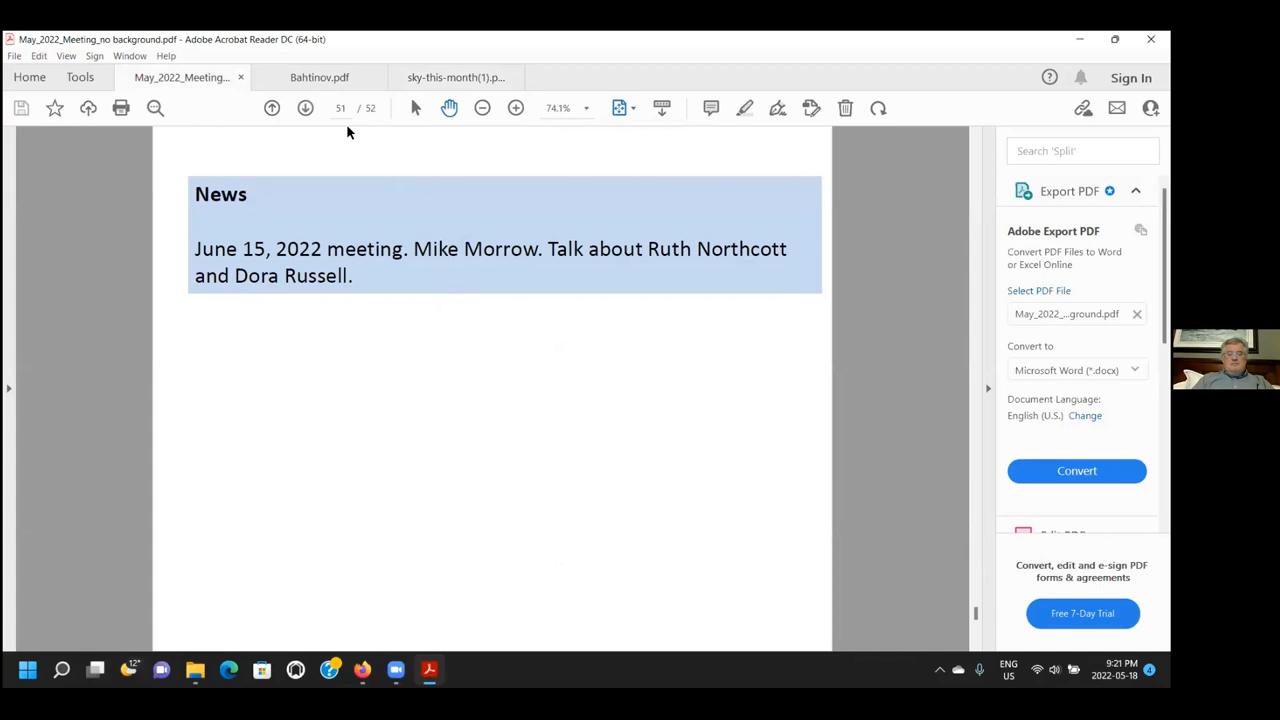 May_2022_Meeting_no background.pdf - Adobe Acrobat Reader DC (64-bit)
File Edit View Sign Window Help
Home Tools May_2022_Meeting... × Bahtinov.pdf sky-this-month(1).p... Sign In
51 / 52 74.1%
News
June 15, 2022 meeting. Mike Morrow. Talk about Ruth Northcott
and Dora Russell.
Search 'Split'
Export PDF
Adobe Export PDF
Convert PDF Files to Word
or Excel Online
Select PDF File
May_2022_...ground.pdf
Convert to
Microsoft Word (*.docx)
Document Language:
English (U.S.) Change
Convert
Convert, edit and e-sign PDF
forms & agreements
Free 7-Day Trial
12°
ENG
US
9:21 PM
2022-05-18
4